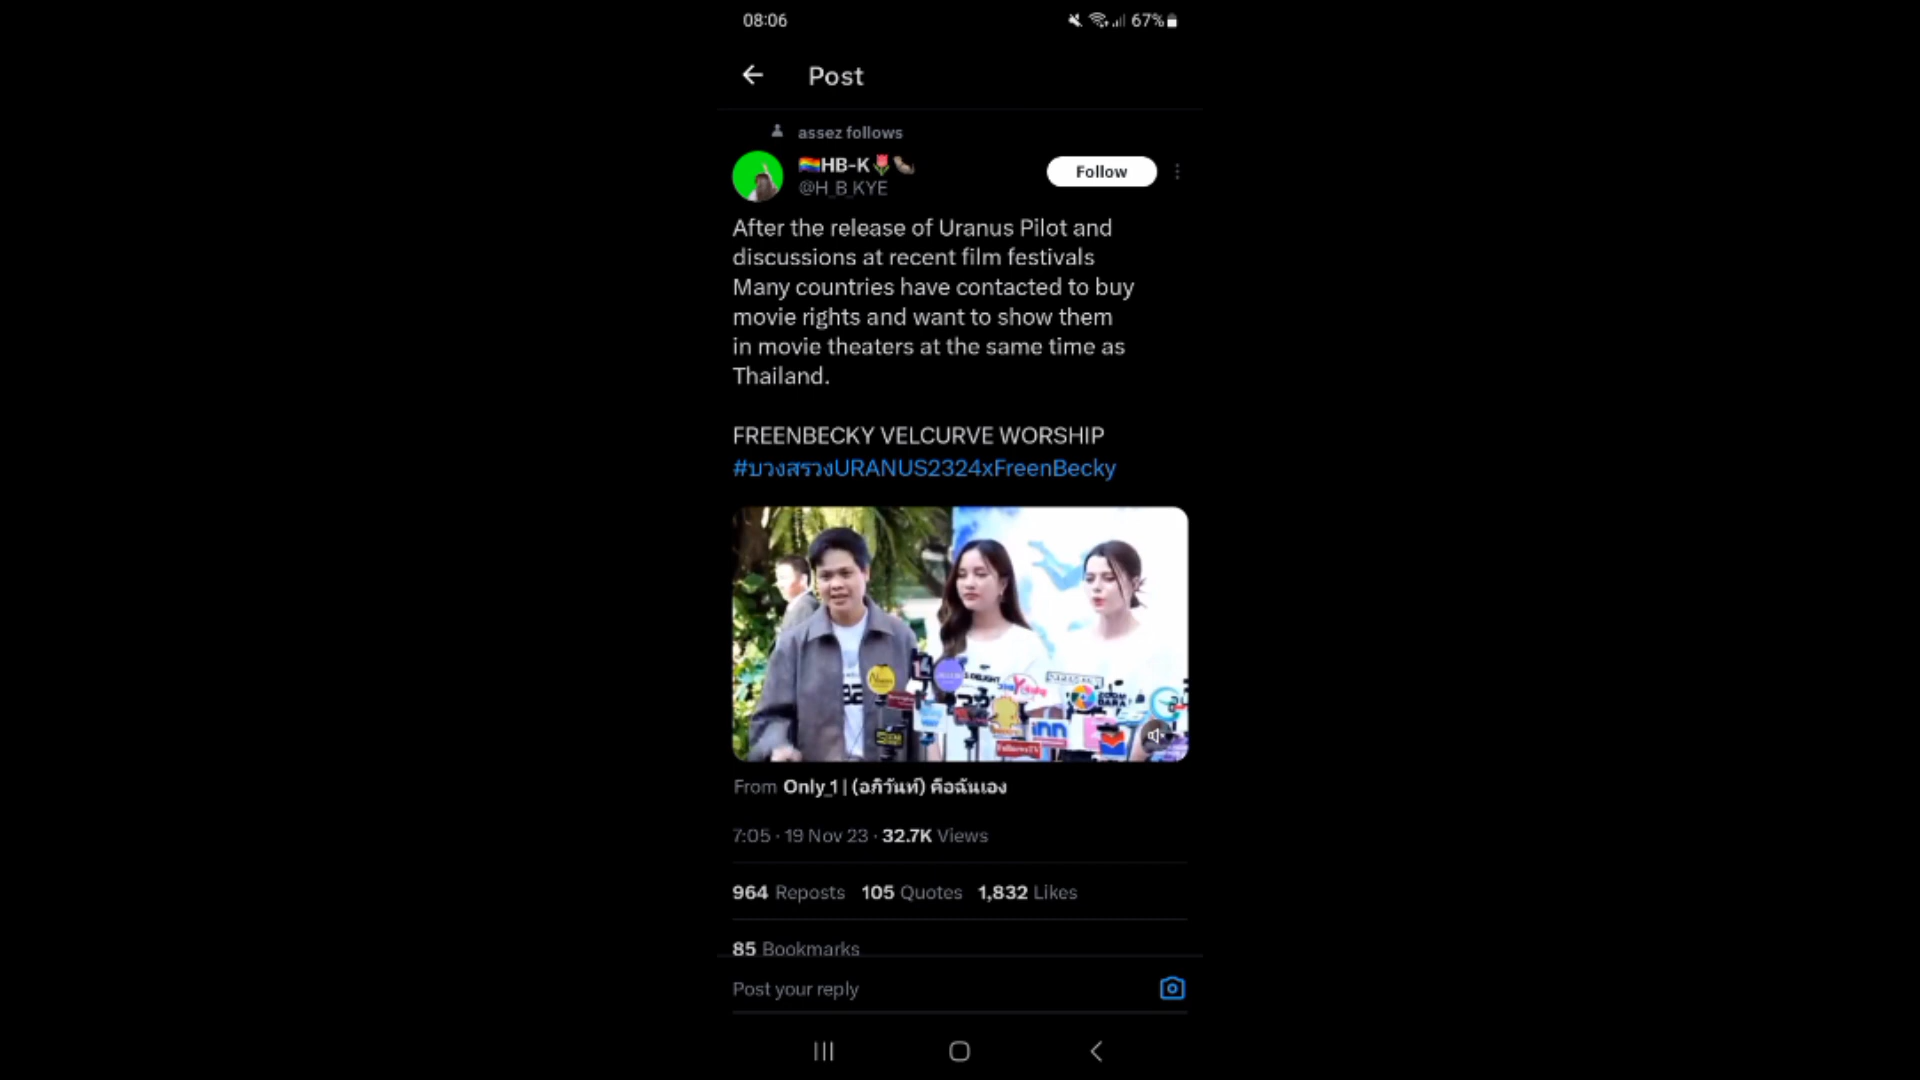 08:06
67%
Post
assez follows
🏳️‍🌈HB-K🌷🦦
@H_B_KYE
Follow
After the release of Uranus Pilot and
discussions at recent film festivals
Many countries have contacted to buy
movie rights and want to show them
in movie theaters at the same time as
Thailand.
FREENBECKY VELCURVE WORSHIP
#บวงสรวงURANUS2324xFreenBecky
inn
From Only_1 | (อภิวันท์) คือฉันเอง
7:05 · 19 Nov 23 · 32.7K Views
964 Reposts 105 Quotes 1,832 Likes
85 Bookmarks
Post your reply